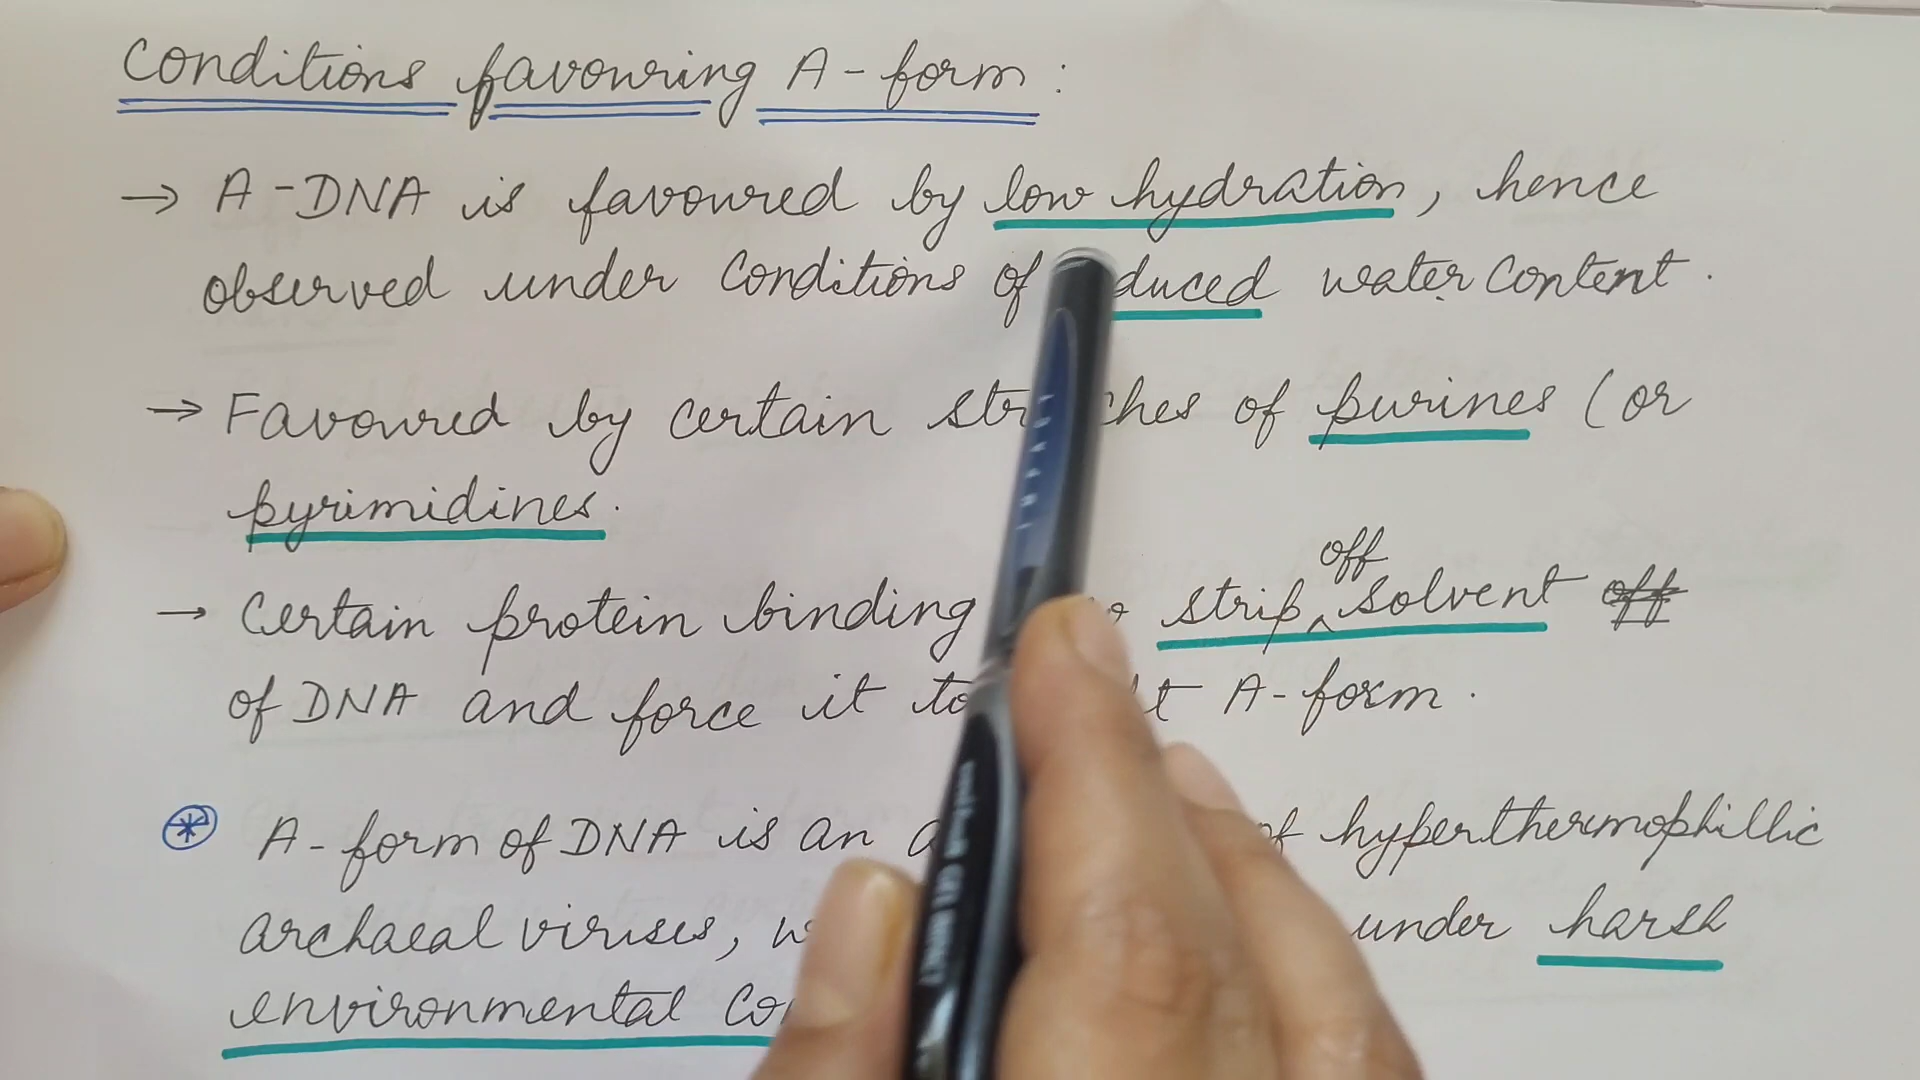 Conditions favouring A-form:
→ A-DNA is favoured by low hydration, hence
observed under conditions of duced water content.
→ Favoured by certain str ches of purines (or
pyrimidines.
off
→ Certain protein binding strip ^ solvent off
of DNA and force it to t A-form.
A-form of DNA is an of hyperthermophillic
archaeal viruses, under harsh
environmental